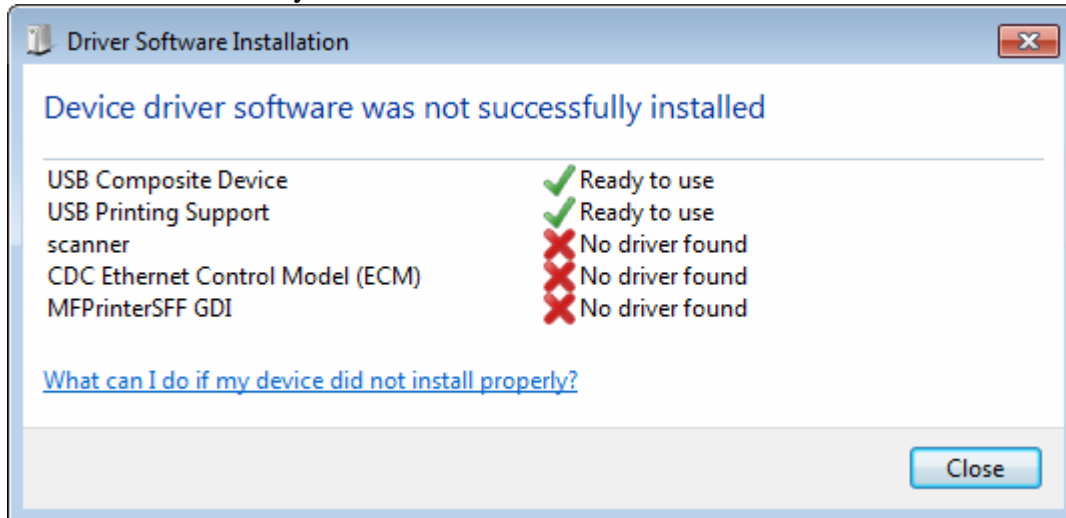 Driver Software Installation
Device driver software was not successfully installed
USB Composite Device Ready to use
USB Printing Support Ready to use
scanner No driver found
CDC Ethernet Control Model (ECM) No driver found
MFPrinterSFF GDI No driver found
What can I do if my device did not install properly?
Close